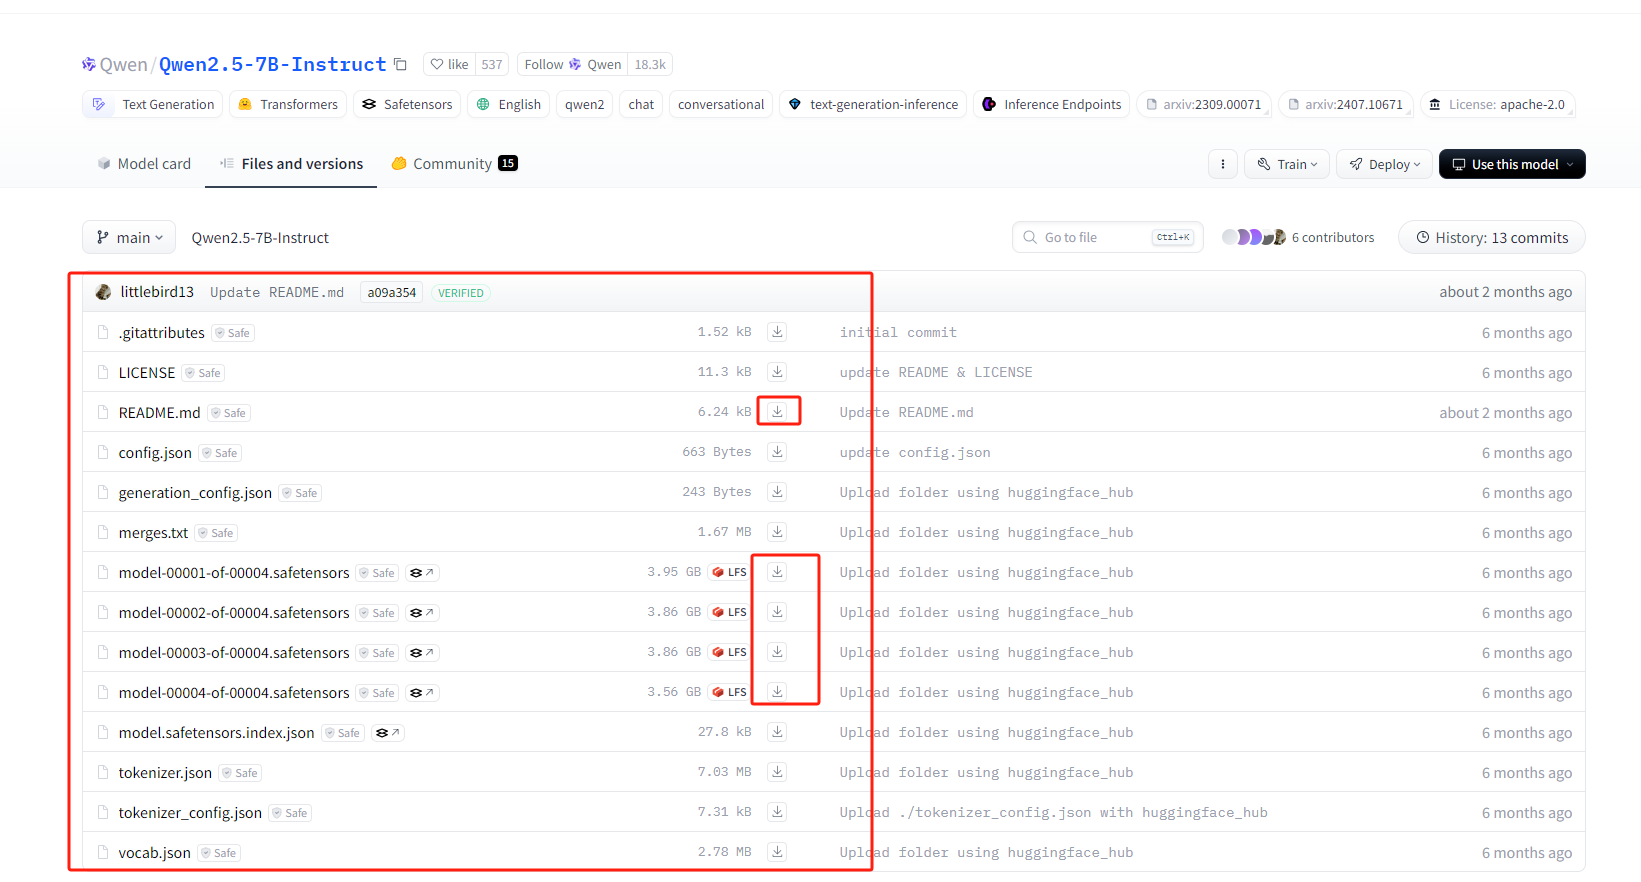 Qwen/Qwen2.5-7B-Instruct like 537 Follow Qwen 18.3k
Text Generation Transformers Safetensors English qwen2 chat conversational text-generation-inference Inference Endpoints arxiv:2309.00071 arxiv:2407.10671 License: apache-2.0
Model card Files and versions Community 15 Train Deploy Use this model
main Qwen2.5-7B-Instruct Go to file Ctrl+K 6 contributors History: 13 commits
littlebird13 Update README.md a09a354 VERIFIED about 2 months ago
.gitattributes Safe 1.52 kB initial commit 6 months ago
LICENSE Safe 11.3 kB update README & LICENSE 6 months ago
README.md Safe 6.24 kB Update README.md about 2 months ago
config.json Safe 663 Bytes update config.json 6 months ago
generation_config.json Safe 243 Bytes Upload folder using huggingface_hub 6 months ago
merges.txt Safe 1.67 MB Upload folder using huggingface_hub 6 months ago
model-00001-of-00004.safetensors Safe 3.95 GB LFS Upload folder using huggingface_hub 6 months ago
model-00002-of-00004.safetensors Safe 3.86 GB LFS Upload folder using huggingface_hub 6 months ago
model-00003-of-00004.safetensors Safe 3.86 GB LFS Upload folder using huggingface_hub 6 months ago
model-00004-of-00004.safetensors Safe 3.56 GB LFS Upload folder using huggingface_hub 6 months ago
model.safetensors.index.json Safe 27.8 kB Upload folder using huggingface_hub 6 months ago
tokenizer.json Safe 7.03 MB Upload folder using huggingface_hub 6 months ago
tokenizer_config.json Safe 7.31 kB Upload ./tokenizer_config.json with huggingface_hub 6 months ago
vocab.json Safe 2.78 MB Upload folder using huggingface_hub 6 months ago